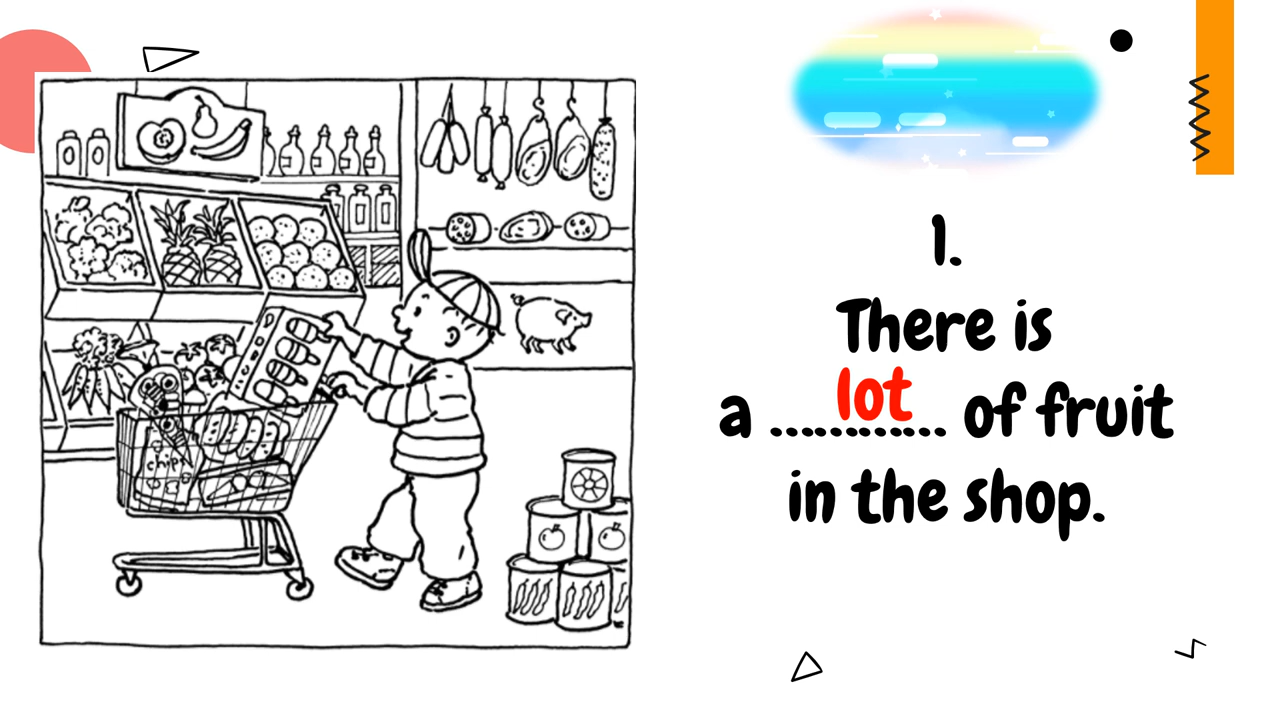 1.
There is
a ............ of fruit
lot
in the shop.
chips